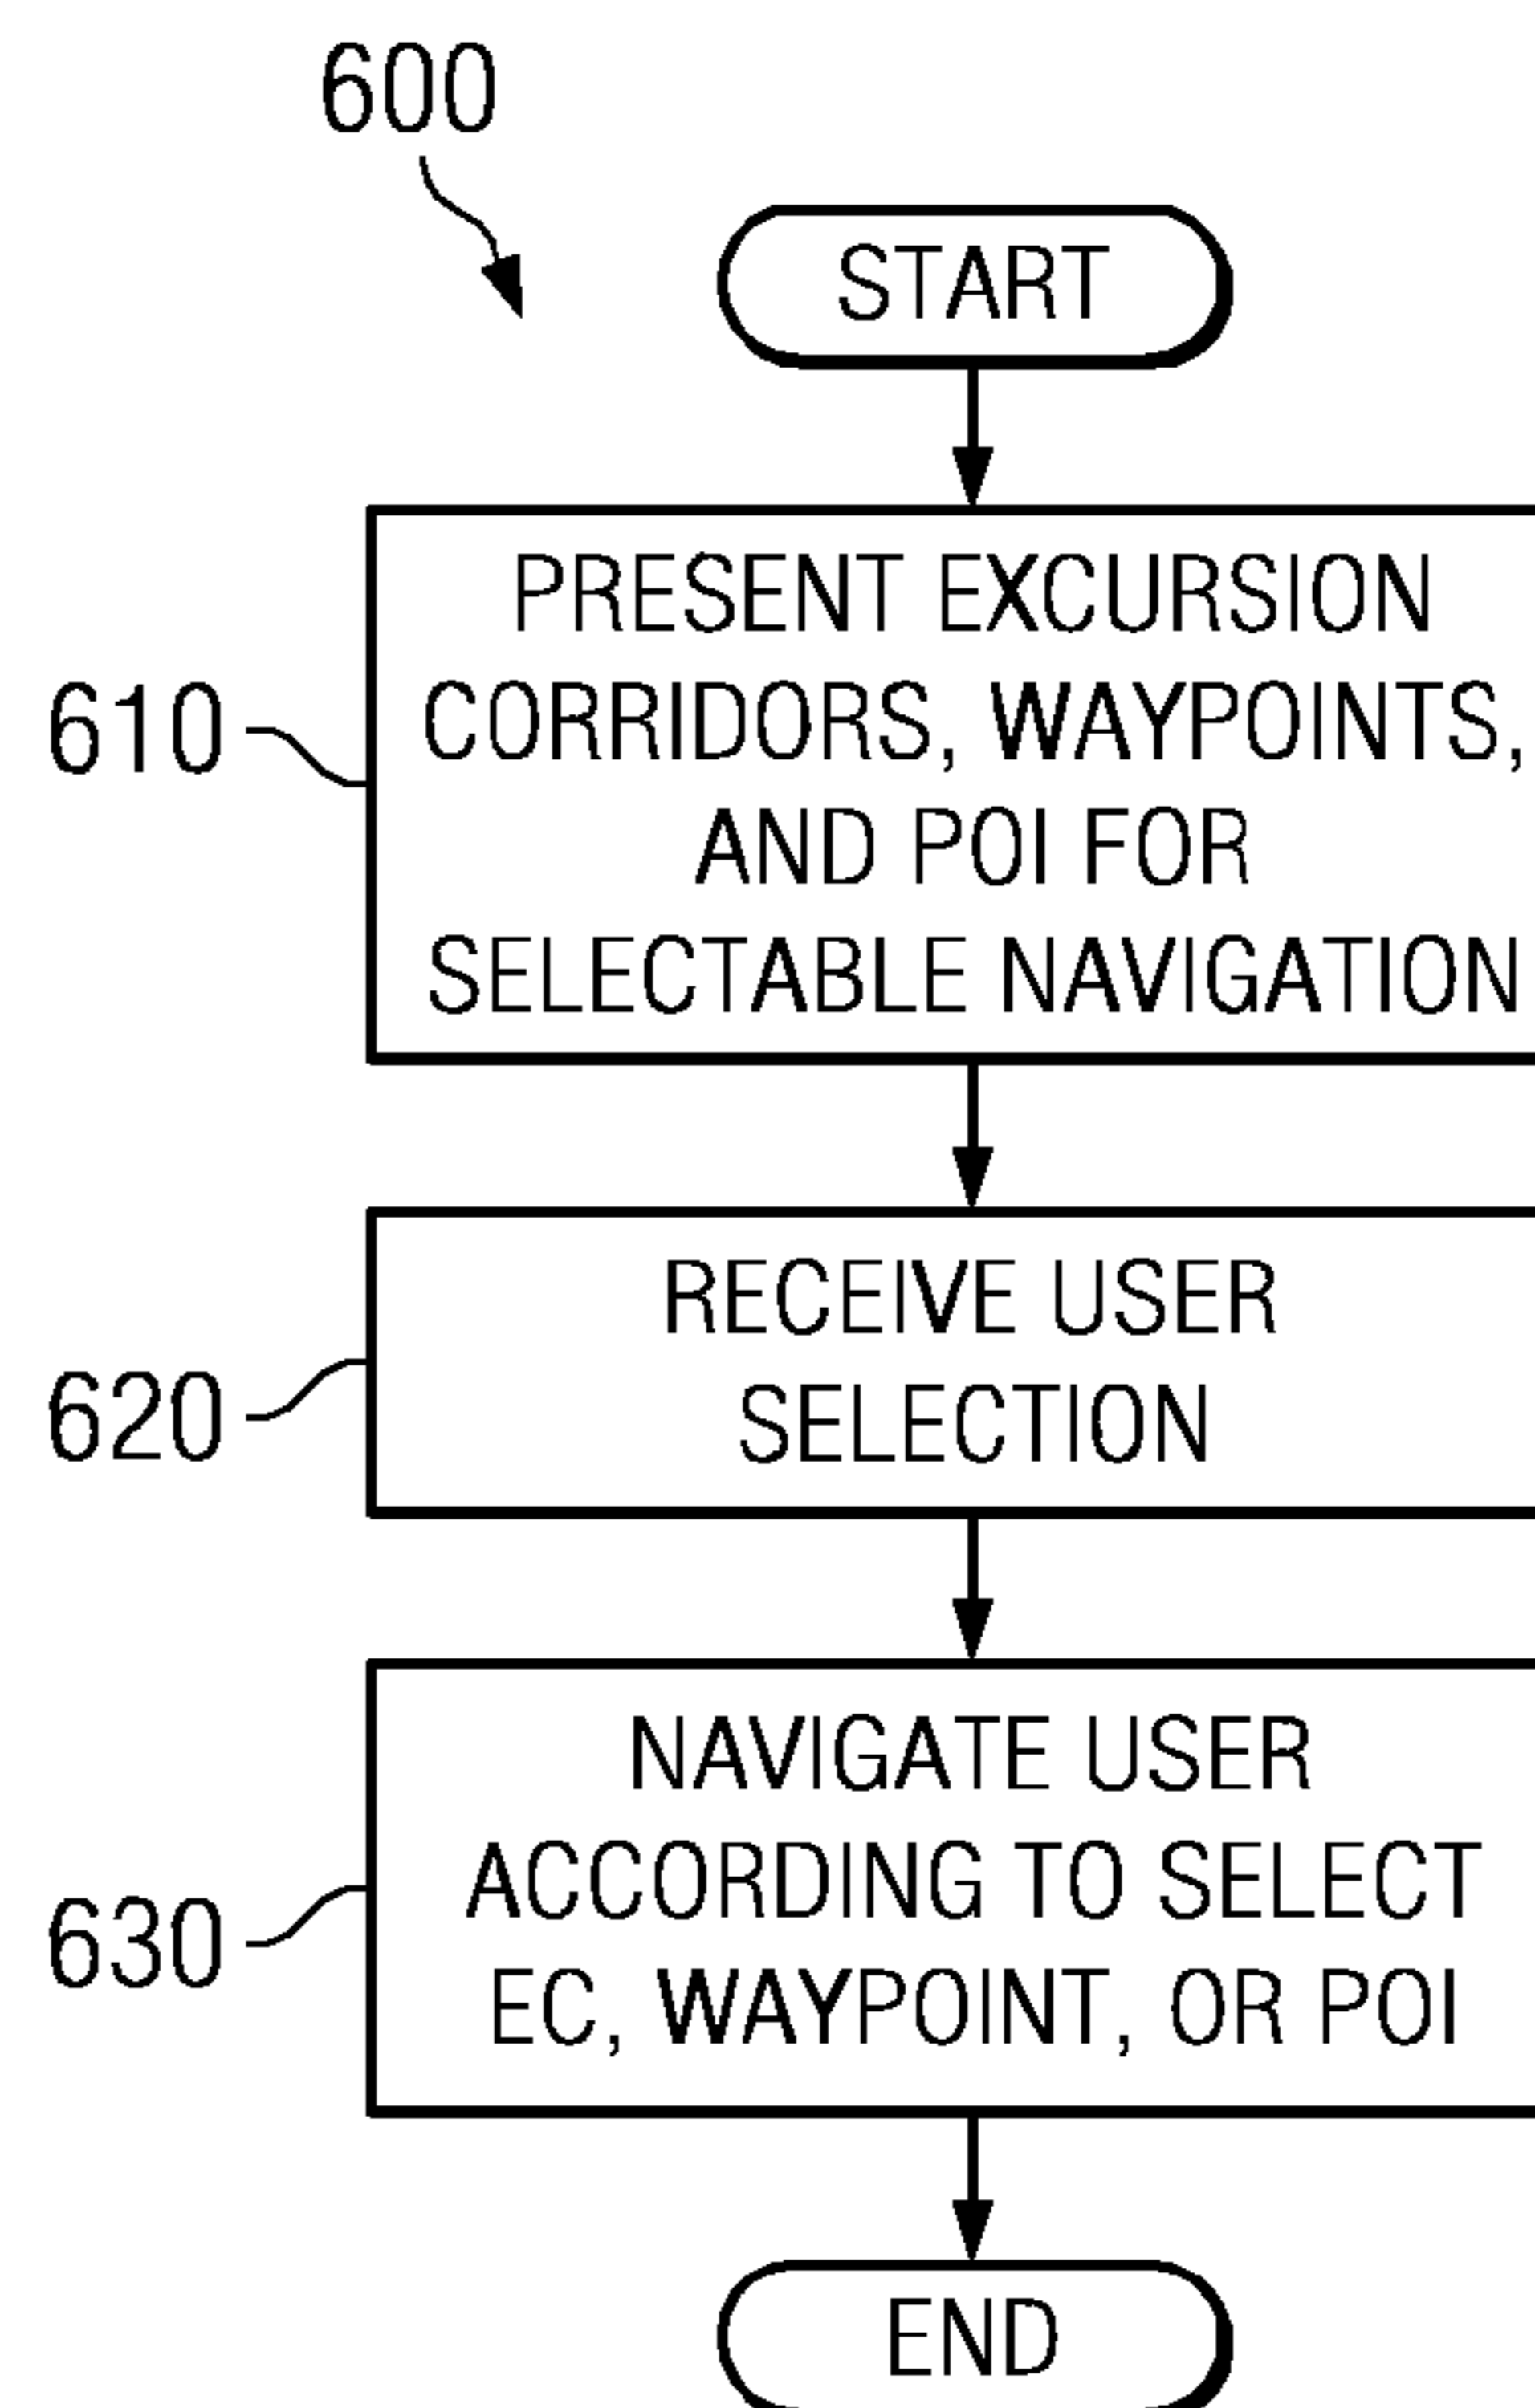 600
START
610
PRESENT EXCURSION
CORRIDORS, WAYPOINTS,
AND POI FOR
SELECTABLE NAVIGATION
620
RECEIVE USER
SELECTION
630
NAVIGATE USER
ACCORDING TO SELECT
EC, WAYPOINT, OR POI
END